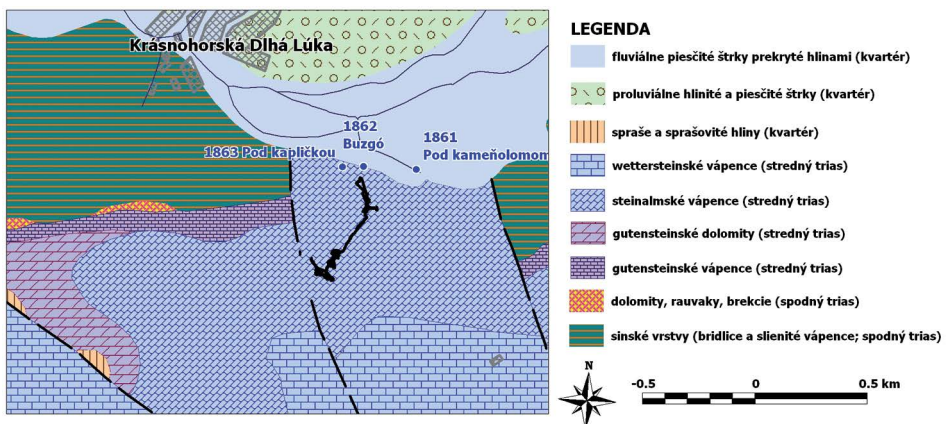 Krásnohorská Dlhá Lúka
1862
Buzgó
1861
1863 Pod kapličkou
Pod kameňolomom
LEGENDA
fluviálne piesčité štrky prekryté hlinami (kvartér)
proluviálne hlinité a piesčité štrky (kvartér)
spraše a sprašovité hliny (kvartér)
wettersteinské vápence (stredný trias)
steinalmské vápence (stredný trias)
gutensteinské dolomity (stredný trias)
gutensteinské vápence (stredný trias)
dolomity, rauvaky, brekcie (spodný trias)
sinské vrstvy (bridlice a slienité vápence; spodný trias)
N
-0.5 0 0.5 km